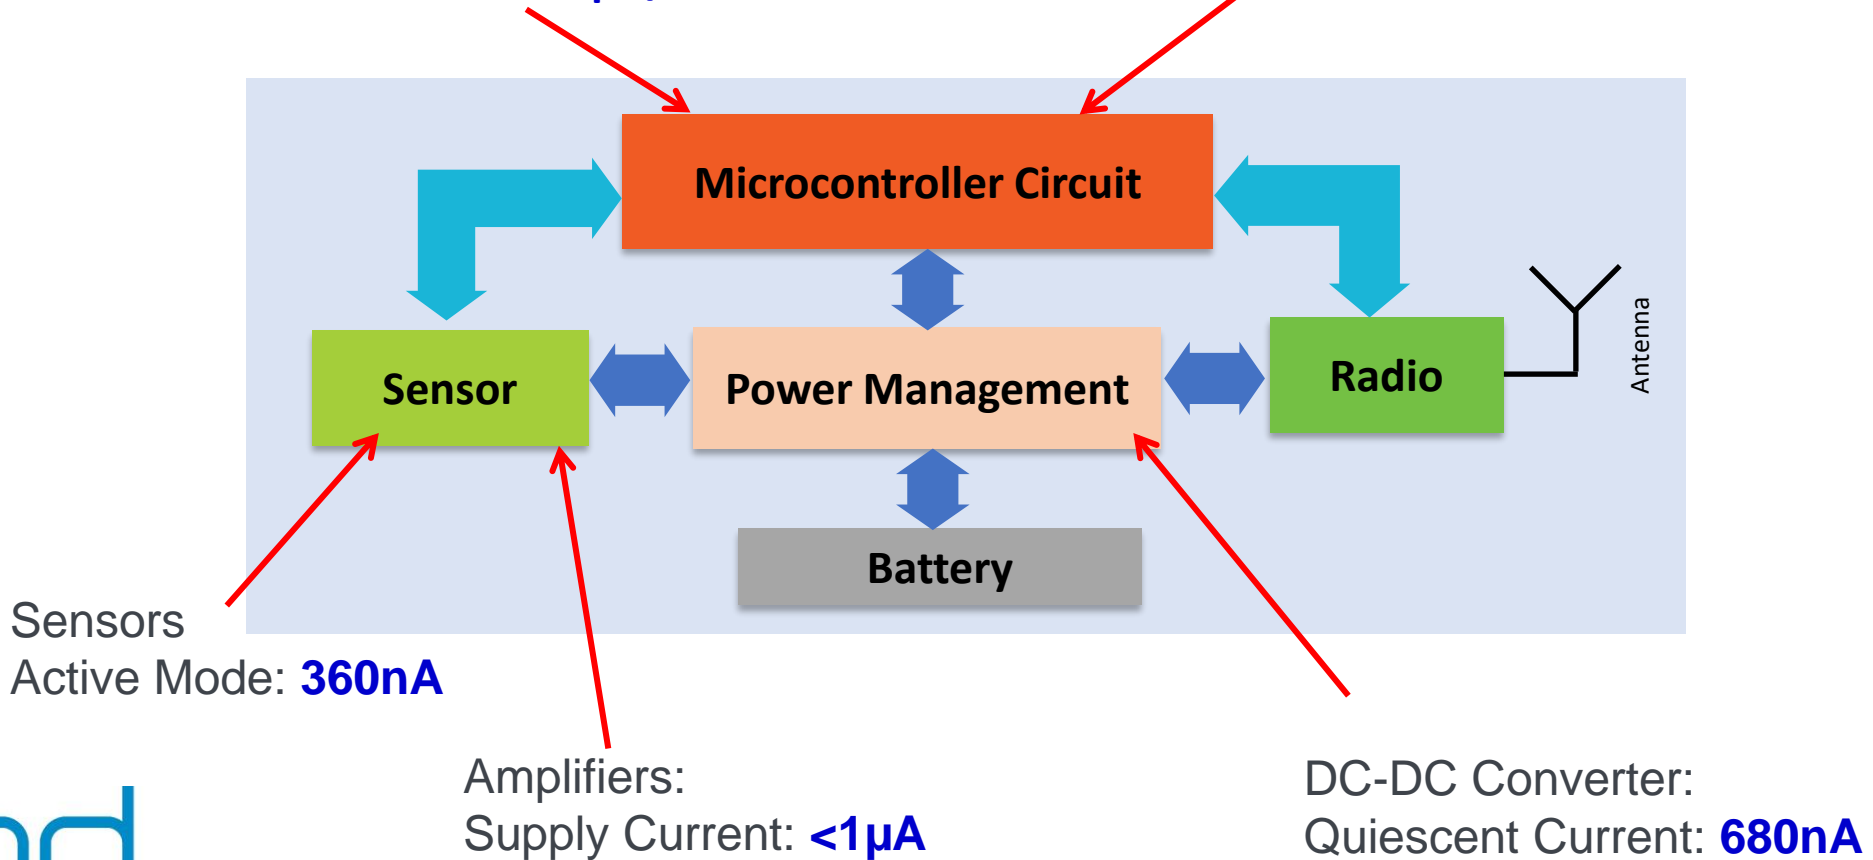 Microcontroller Circuit
Sensor
Power Management
Radio
Antenna
Battery
Sensors
Active Mode: 360nA
Amplifiers:
Supply Current: <1µA
DC-DC Converter:
Quiescent Current: 680nA